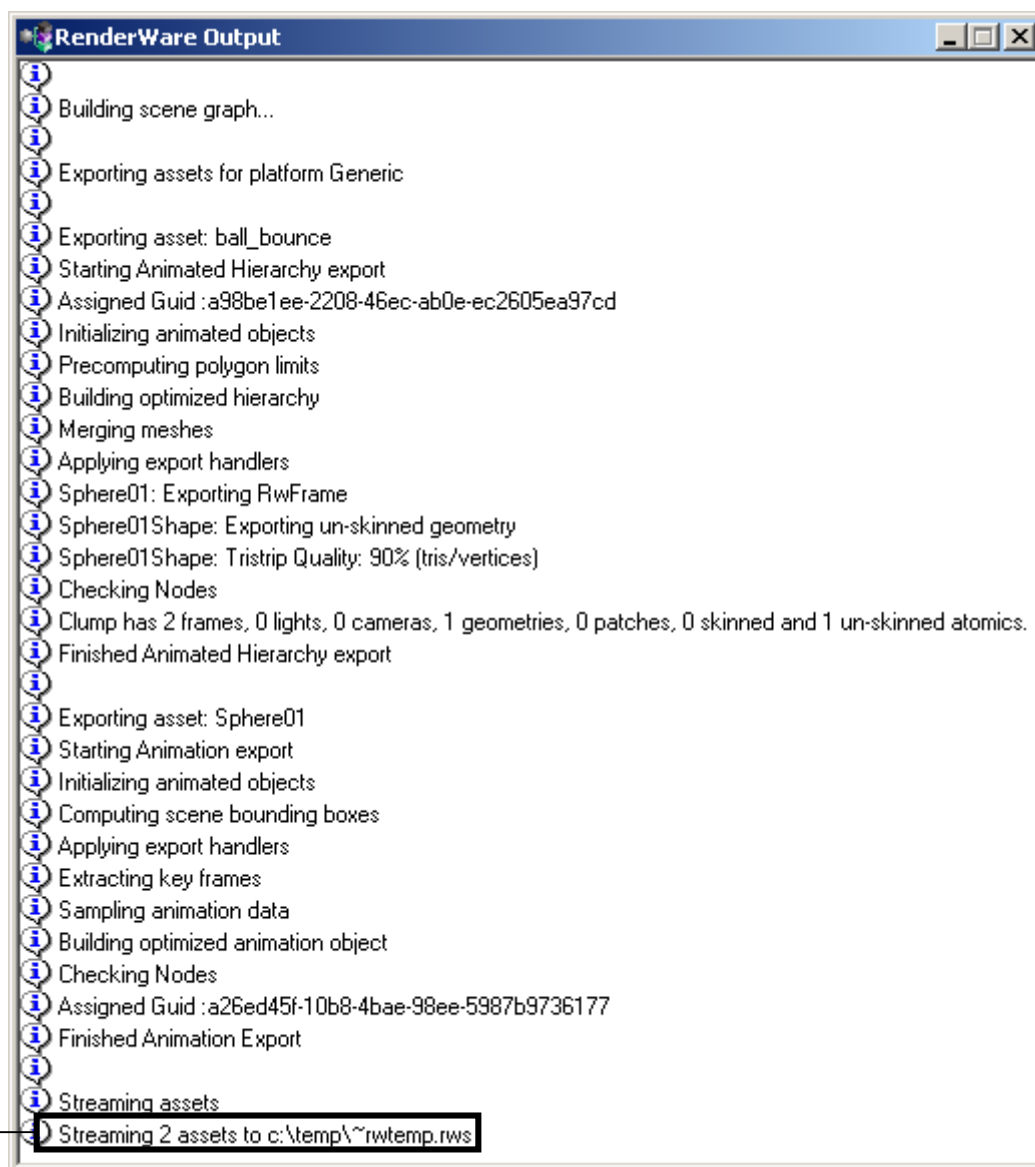 RenderWare Output
Building scene graph...
Exporting assets for platform Generic
Exporting asset: ball_bounce
Starting Animated Hierarchy export
Assigned Guid :a98be1ee-2208-46ec-ab0e-ec2605ea97cd
Initializing animated objects
Precomputing polygon limits
Building optimized hierarchy
Merging meshes
Applying export handlers
Sphere01: Exporting RwFrame
Sphere01Shape: Exporting un-skinned geometry
Sphere01Shape: Tristrip Quality: 90% (tris/vertices)
Checking Nodes
Clump has 2 frames, 0 lights, 0 cameras, 1 geometries, 0 patches, 0 skinned and 1 un-skinned atomics.
Finished Animated Hierarchy export
Exporting asset: Sphere01
Starting Animation export
Initializing animated objects
Computing scene bounding boxes
Applying export handlers
Extracting key frames
Sampling animation data
Building optimized animation object
Checking Nodes
Assigned Guid :a26ed45f-10b8-4bae-98ee-5987b9736177
Finished Animation Export
Streaming assets
Streaming 2 assets to c:\temp\~rwtemp.rws